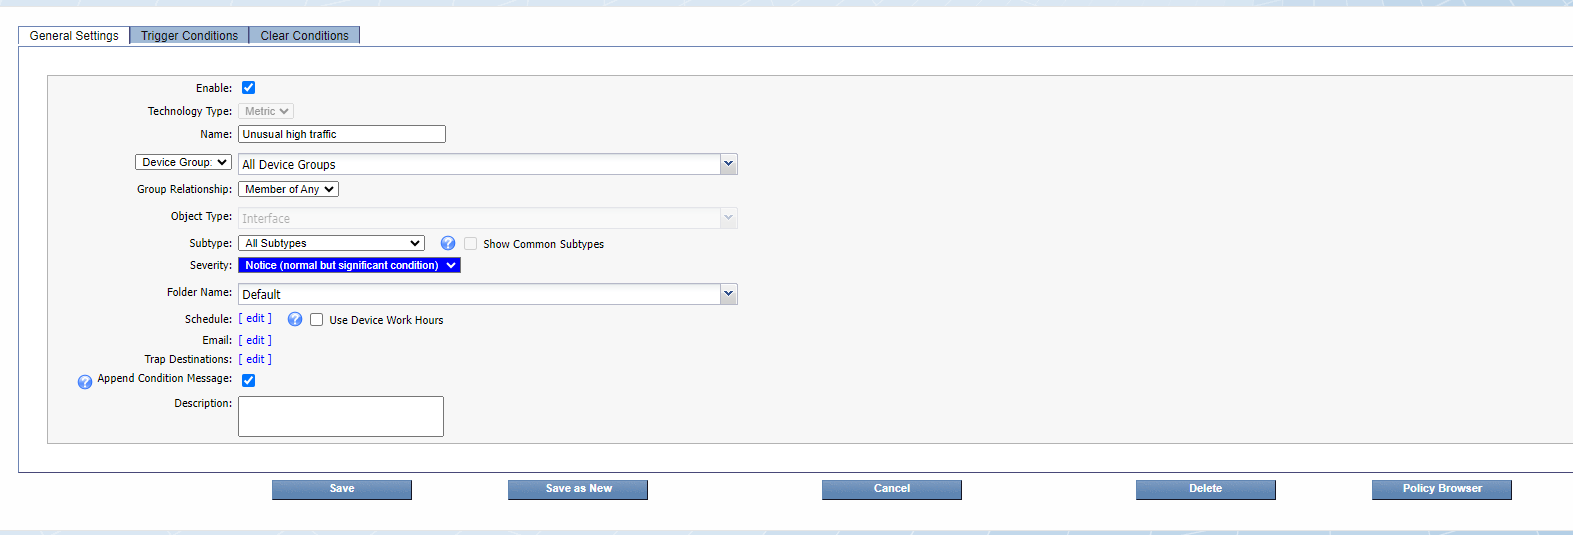 General Settings Trigger Conditions Clear Conditions
Enable:
Technology Type: Metric
Name: Unusual high traffic
Device Group: All Device Groups
Group Relationship: Member of Any
Object Type: Interface
Subtype: All Subtypes ? Show Common Subtypes
Severity: Notice (normal but significant condition)
Folder Name: Default
Schedule: [ edit ] ? Use Device Work Hours
Email: [ edit ]
Trap Destinations: [ edit ]
? Append Condition Message:
Description:
Save Save as New Cancel Delete Policy Browser